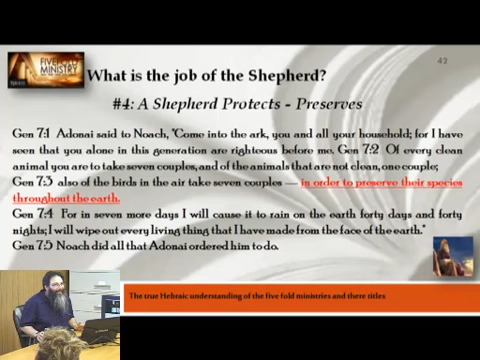 42
FIVEFOLD
MINISTRY
What is the job of the Shepherd?
#4: A Shepherd Protects - Preserves
Gen 7:1 Adonai said to Noach, "Come into the ark, you and all your household; for I have
seen that you alone in this generation are righteous before me. Gen 7:2 Of every clean
animal you are to take seven couples, and of the animals that are not clean, one couple;
Gen 7:3 also of the birds in the air take seven couples — in order to preserve their species
throughout the earth.
Gen 7:4 For in seven more days I will cause it to rain on the earth forty days and forty
nights; I will wipe out every living thing that I have made from the face of the earth."
Gen 7:5 Noach did all that Adonai ordered him to do.
The true Hebraic understanding of the five fold ministries and there titles